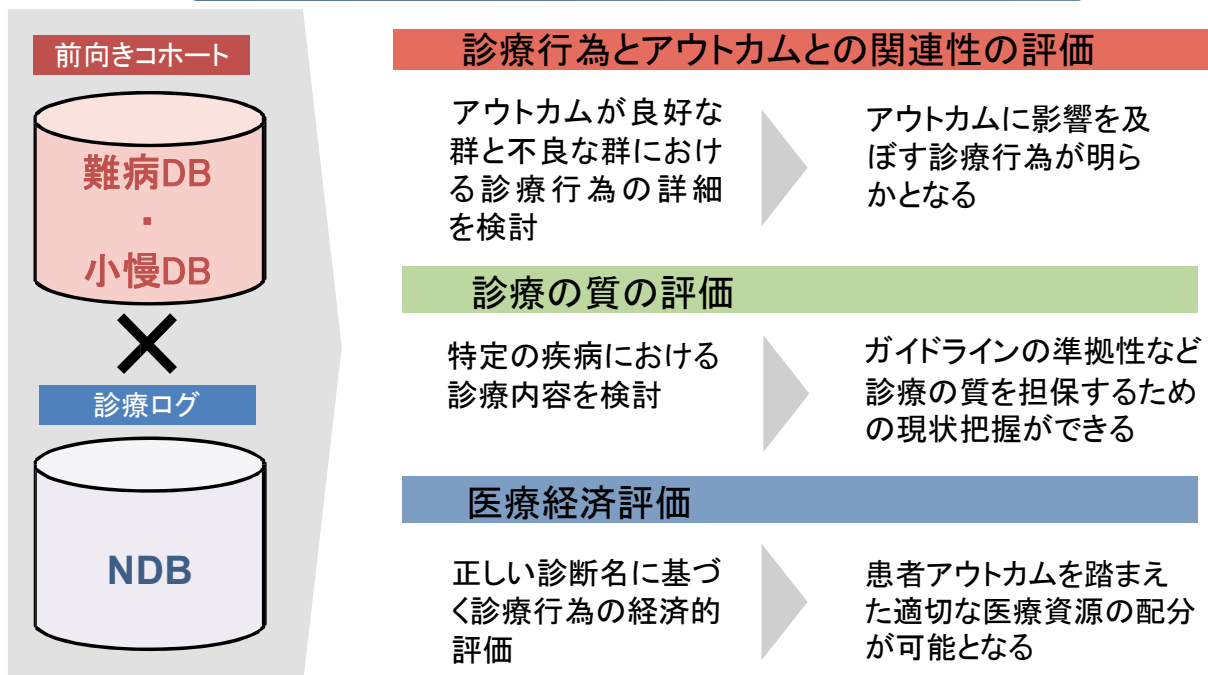 前向きコホート
難病DB
・
小慢DB
×
診療ログ
NDB
診療行為とアウトカムとの関連性の評価
アウトカムが良好な
群と不良な群におけ
る診療行為の詳細
を検討
アウトカムに影響を及
ぼす診療行為が明ら
かとなる
診療の質の評価
特定の疾病における
診療内容を検討
ガイドラインの準拠性など
診療の質を担保するため
の現状把握ができる
医療経済評価
正しい診断名に基づ
く診療行為の経済的
評価
患者アウトカムを踏まえ
た適切な医療資源の配分
が可能となる